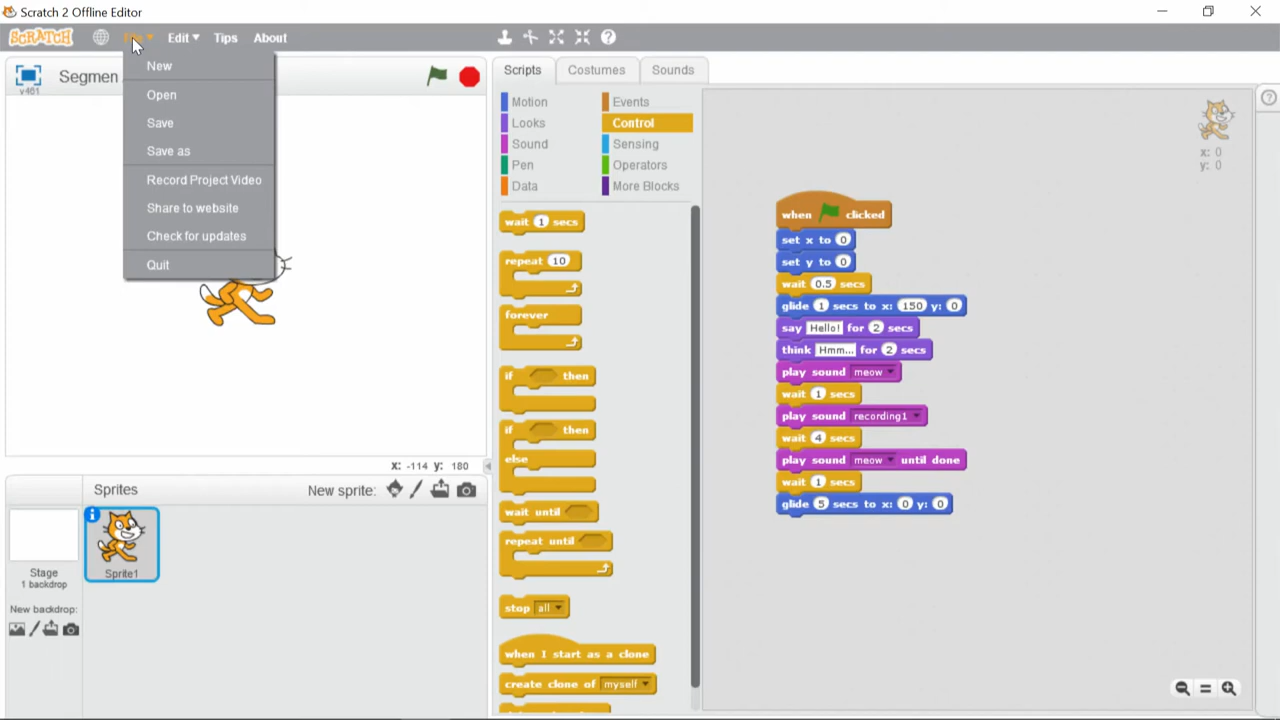 Scratch 2 Offline Editor
SCRATCH Edit Tips About
v461 Segmen
New
Open
Save
Save as
Record Project Video
Share to website
Check for updates
Quit
X: -114 y: 180
Sprites New sprite:
Stage
1 backdrop
New backdrop:
Sprite1
Scripts Costumes Sounds
Motion Events
Looks Control
Sound Sensing
Pen Operators
Data More Blocks
wait 1 secs
repeat 10
forever
if then
if then
else
wait until
repeat until
stop all
when I start as a clone
create clone of myself
x: 0
y: 0
when clicked
set x to 0
set y to 0
wait 0.5 secs
glide 1 secs to x: 150 y: 0
say Hello! for 2 secs
think Hmm... for 2 secs
play sound meow
wait 1 secs
play sound recording1
wait 4 secs
play sound meow until done
wait 1 secs
glide 5 secs to x: 0 y: 0